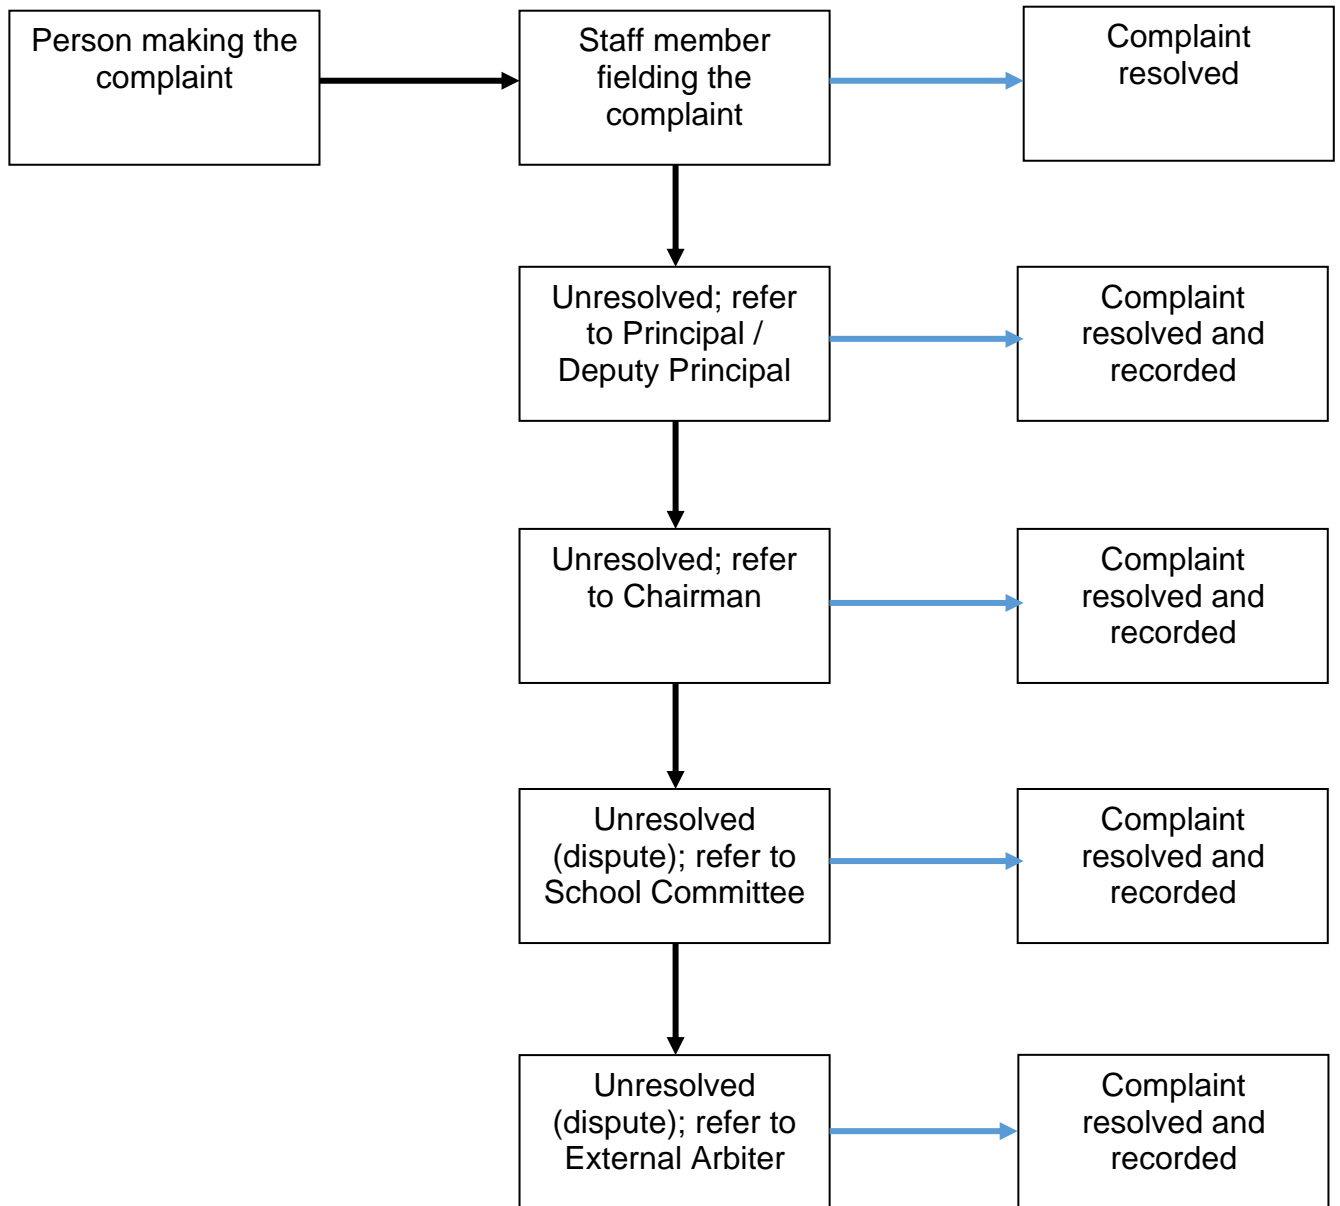 Person making the
complaint
Staff member
fielding the
complaint
Complaint
resolved
Unresolved; refer
to Principal /
Deputy Principal
Complaint
resolved and
recorded
Unresolved; refer
to Chairman
Complaint
resolved and
recorded
Unresolved
(dispute); refer to
School Committee
Complaint
resolved and
recorded
Unresolved
(dispute); refer to
External Arbiter
Complaint
resolved and
recorded